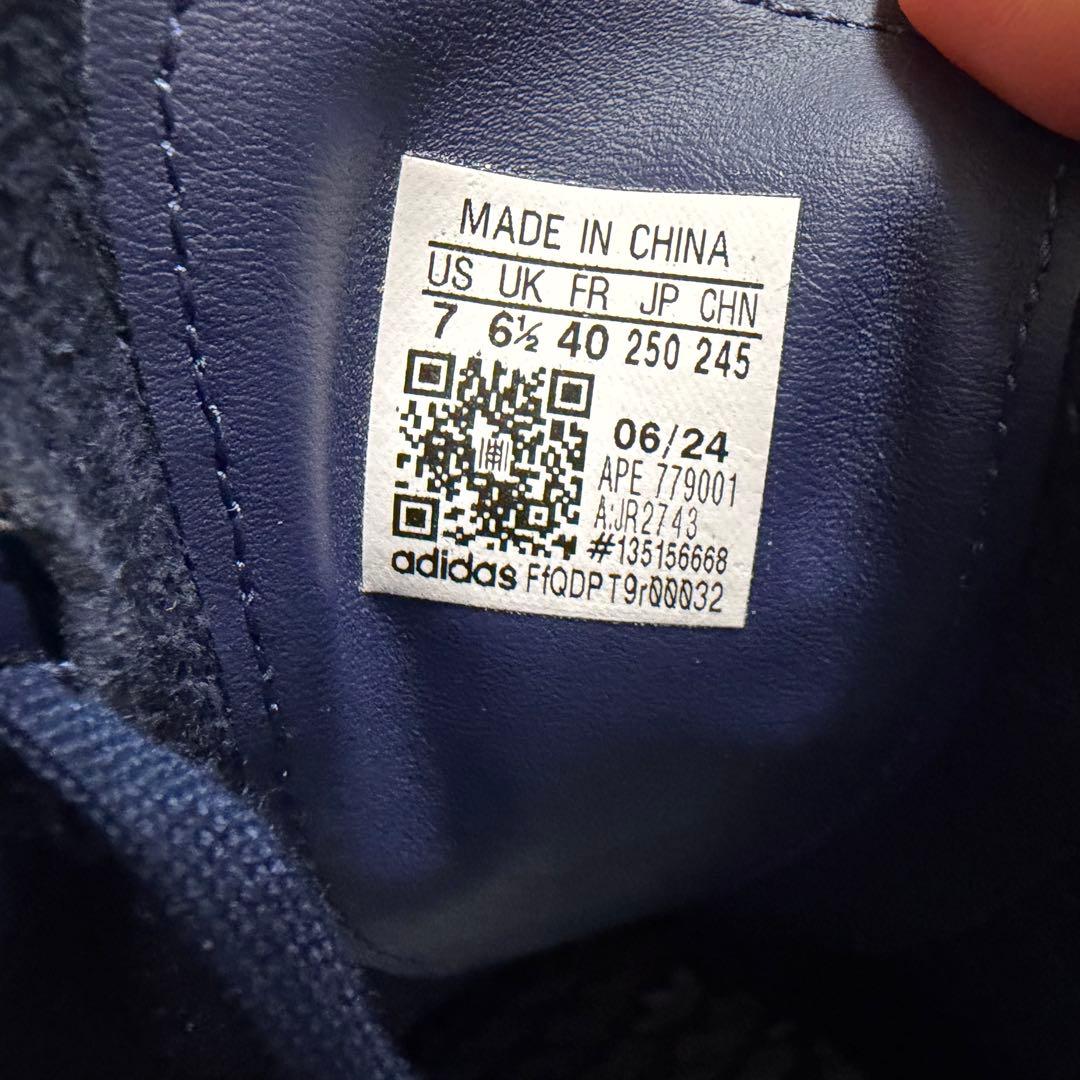 MADE IN CHINA
US UK FR JP CHN
7 6½ 40 250 245
06/24
APE 779001
A:JR2743
#135156668
adidas FfQDPT9r00032